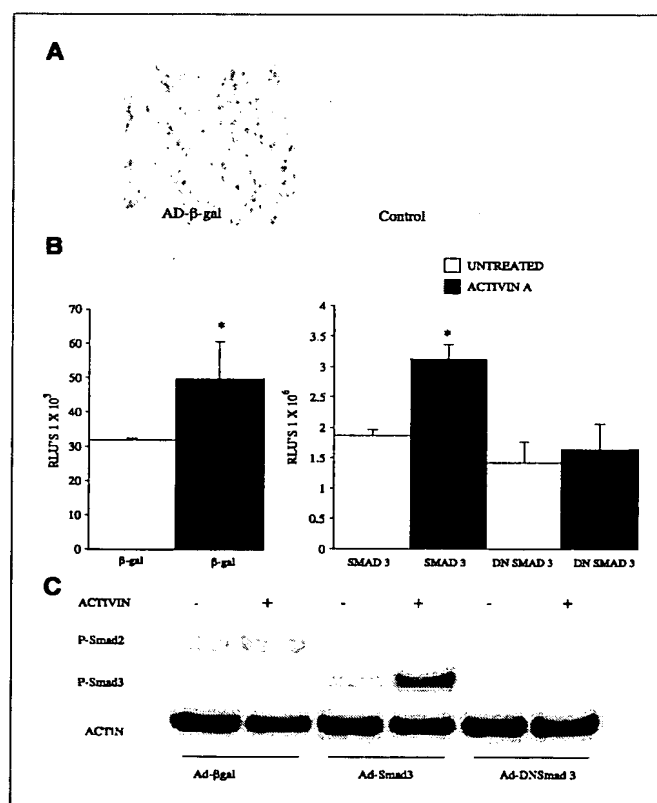 A
AD-β-gal
Control
B
UNTREATED
ACTIVIN A
70
60
50
40
30
20
10
0
RLU'S 1 X 10³
*
β-gal
β-gal
4
3.5
3
2.5
2
1.5
1
0.5
0
RLU'S 1 X 10⁶
*
SMAD 3
SMAD 3
DN SMAD 3
DN SMAD 3
C
ACTIVIN
- + - + - +
P-Smad2
P-Smad3
ACTIN
Ad-βgal
Ad-Smad3
Ad-DNSmad 3